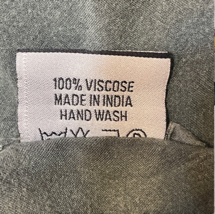 100% VISCOSE
MADE IN INDIA
HAND WASH